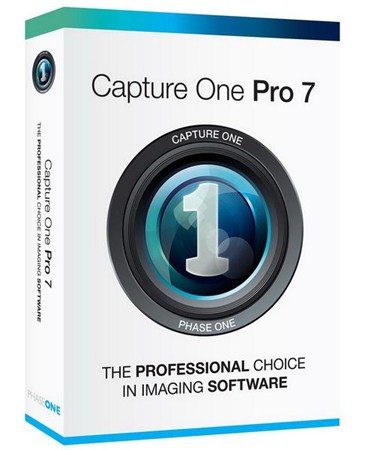 Capture One Pro 7
CAPTURE ONE
1
PHASE ONE
THE PROFESSIONAL CHOICE
IN IMAGING SOFTWARE
1
Capture One Pro 7
THE PROFESSIONAL CHOICE
IN IMAGING SOFTWARE
PHASEONE